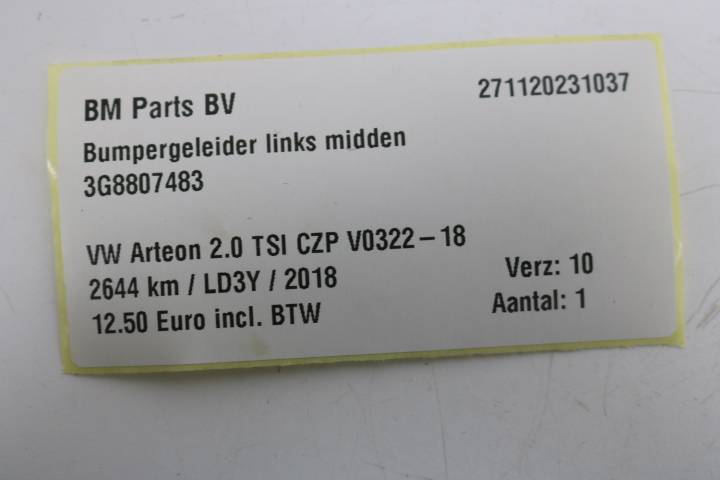 BM Parts BV
271120231037
Bumpergeleider links midden
3G8807483
VW Arteon 2.0 TSI CZP V0322-18
2644 km / LD3Y / 2018
Verz: 10
12.50 Euro incl. BTW
Aantal: 1